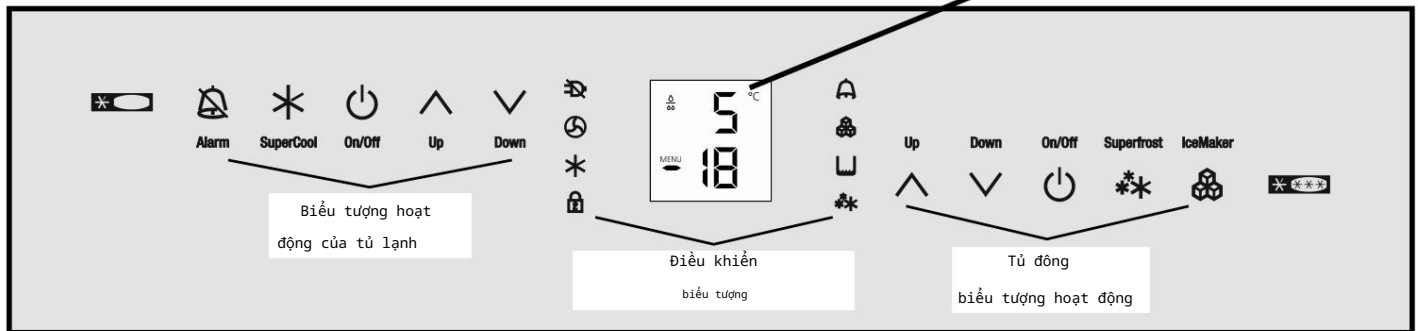 Alarm SuperCool On/Off Up Down
5 °C
MENU
-18
Up Down On/Off Superfrost IceMaker
Biểu tượng hoạt
động của tủ lạnh
Điều khiển
biểu tượng
Tủ đông
biểu tượng hoạt động